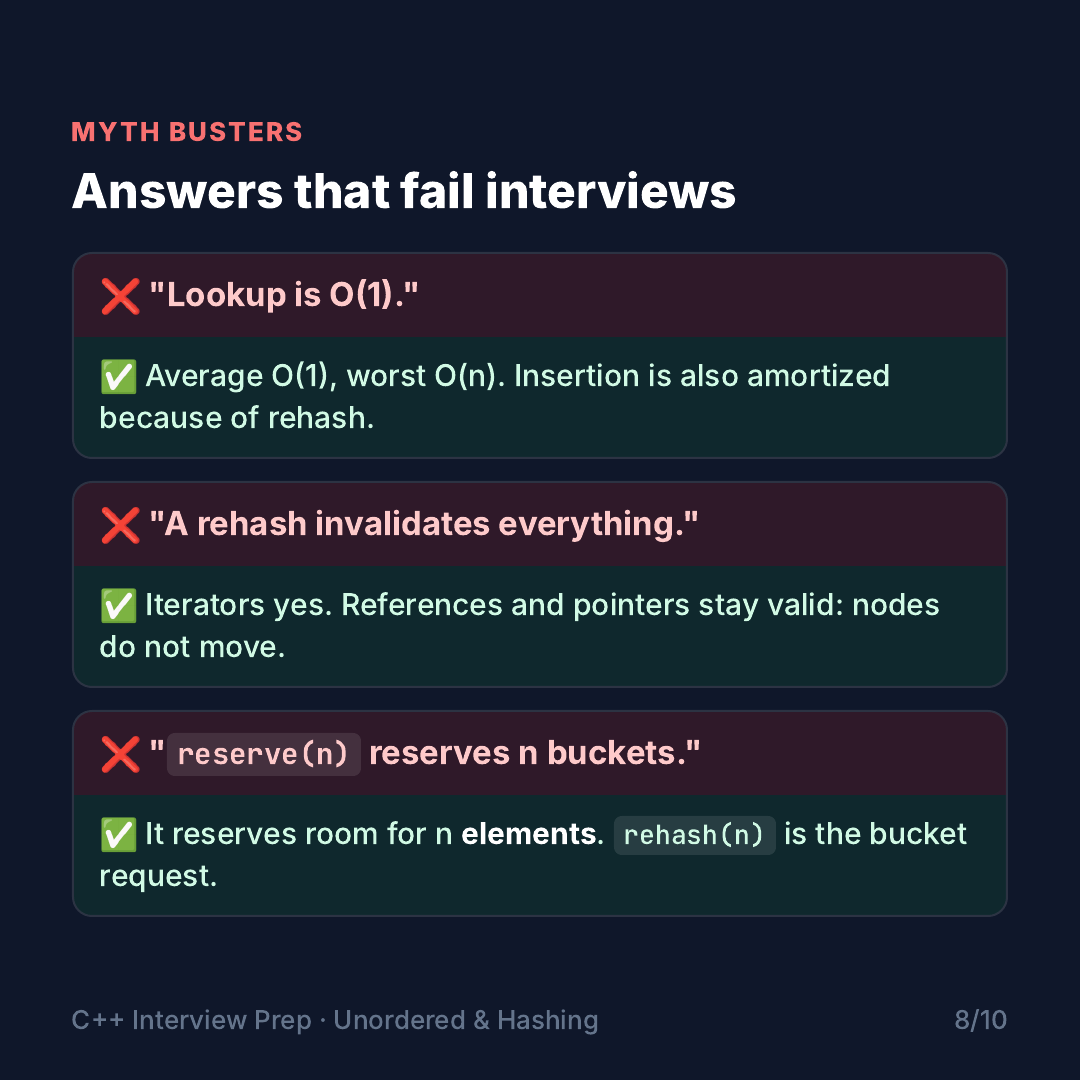 MYTH BUSTERS
Answers that fail interviews
❌ "Lookup is O(1)."
✅ Average O(1), worst O(n). Insertion is also amortized
because of rehash.
❌ "A rehash invalidates everything."
✅ Iterators yes. References and pointers stay valid: nodes
do not move.
❌ "reserve(n) reserves n buckets."
✅ It reserves room for n elements. rehash(n) is the bucket
request.
C++ Interview Prep · Unordered & Hashing
8/10